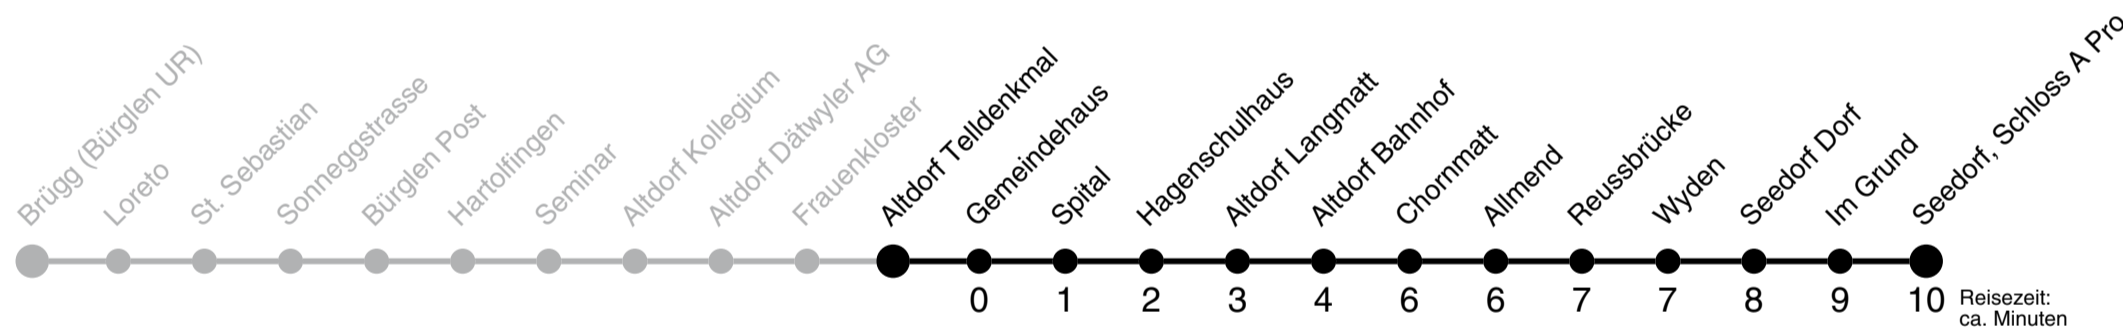 Brügg (Bürglen UR)
Loreto
St. Sebastian
Sonneggstrasse
Bürglen Post
Hartolfingen
Seminar
Altdorf Kollegium
Altdorf Dätwyler AG
Frauenkloster
Altdorf Telldenkmal
Gemeindehaus
Spital
Hagenschulhaus
Altdorf Langmatt
Altdorf Bahnhof
Chornmatt
Allmend
Reussbrücke
Wyden
Seedorf Dorf
Im Grund
Seedorf, Schloss A Pro
0 1 2 3 4 6 6 7 7 8 9 10
Reisezeit:
ca. Minuten